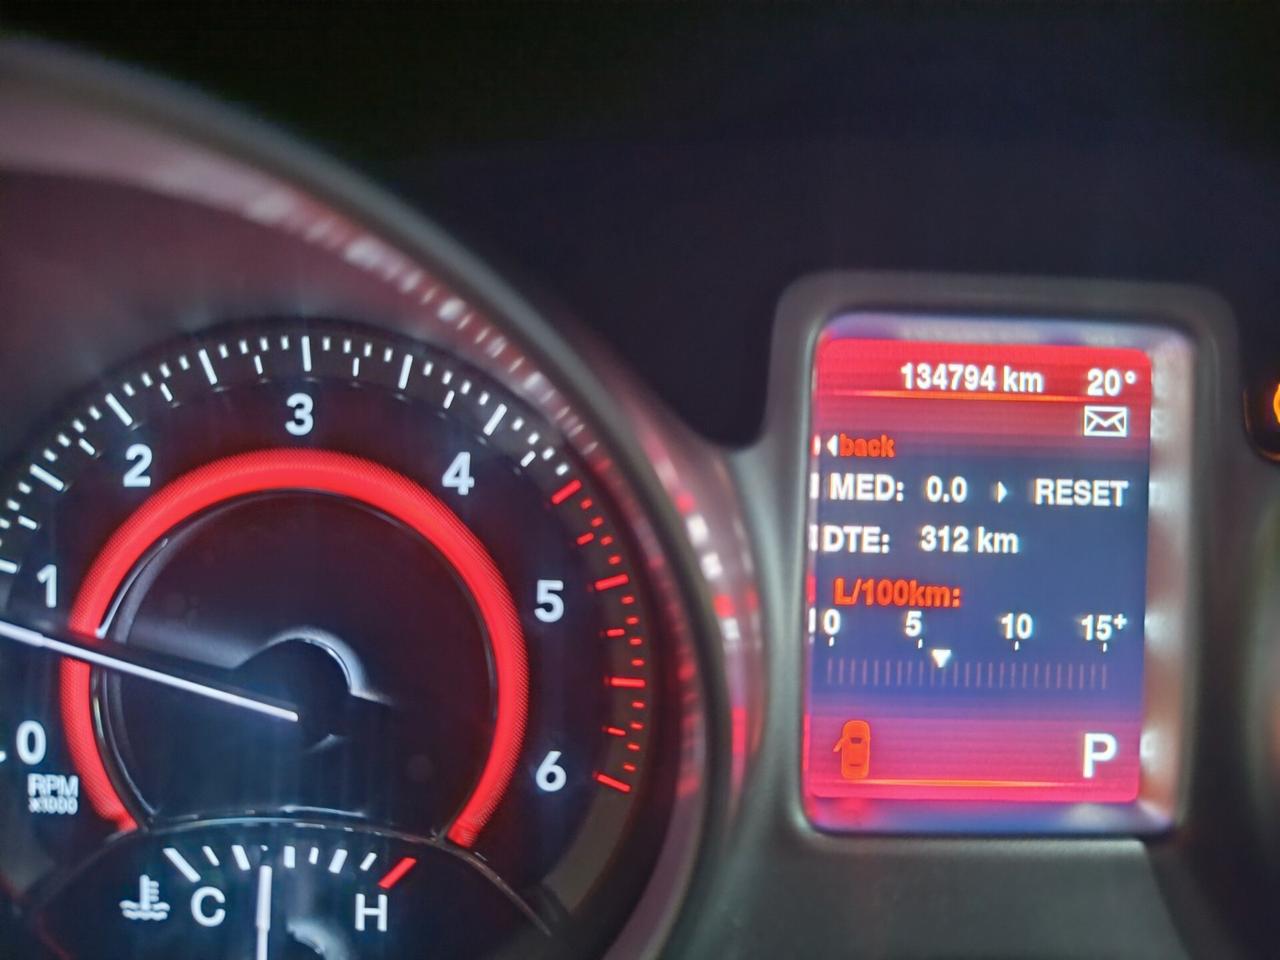 134794 km 20°
back
MED: 0.0 RESET
DTE: 312 km
L/100km:
0 5 10 15+
P
0
1
2
3
4
5
6
RPM
x1000
C H